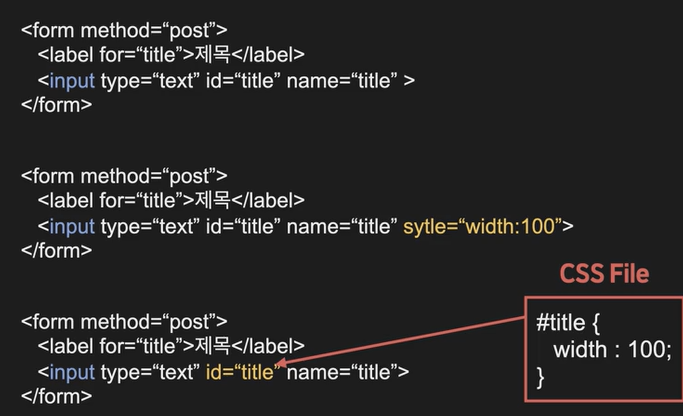 <form method=“post”>
<label for=“title”>제목</label>
<input type=“text” id=“title” name=“title” >
</form>
<form method=“post”>
<label for=“title”>제목</label>
<input type=“text” id=“title” name=“title” sytle=“width:100”>
</form>
CSS File
<form method=“post”>
<label for=“title”>제목</label>
<input type=“text” id=“title” name=“title”>
</form>
#title {
width : 100;
}